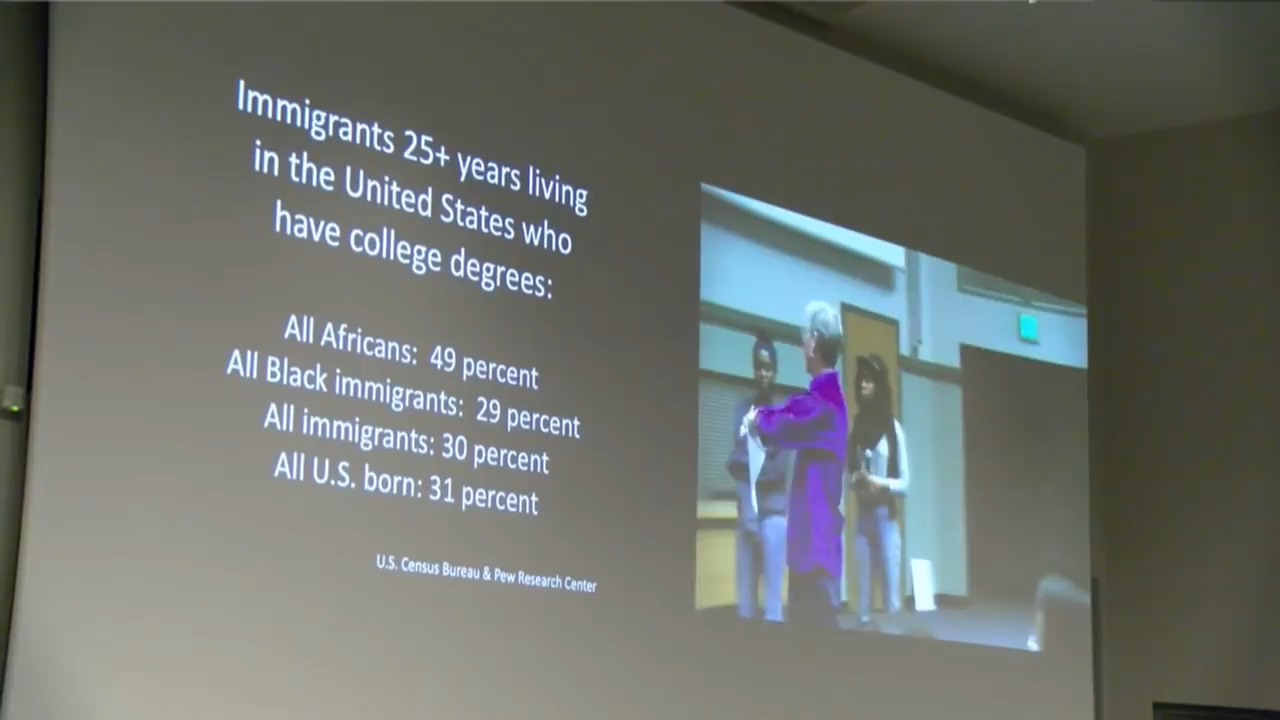 Immigrants 25+ years living
in the United States who
have college degrees:
All Africans: 49 percent
All Black immigrants: 29 percent
All immigrants: 30 percent
All U.S. born: 31 percent
U.S. Census Bureau & Pew Research Center